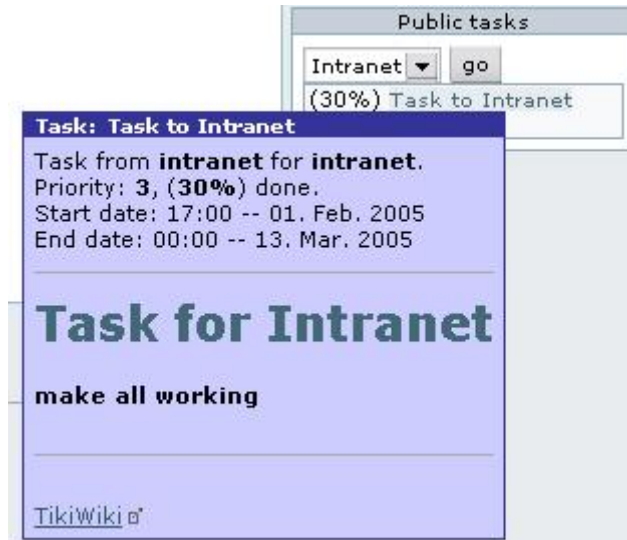 Public tasks
Intranet go
(30%) Task to Intranet
Task: Task to Intranet
Task from intranet for intranet.
Priority: 3, (30%) done.
Start date: 17:00 -- 01. Feb. 2005
End date: 00:00 -- 13. Mar. 2005
Task for Intranet
make all working
TikiWiki